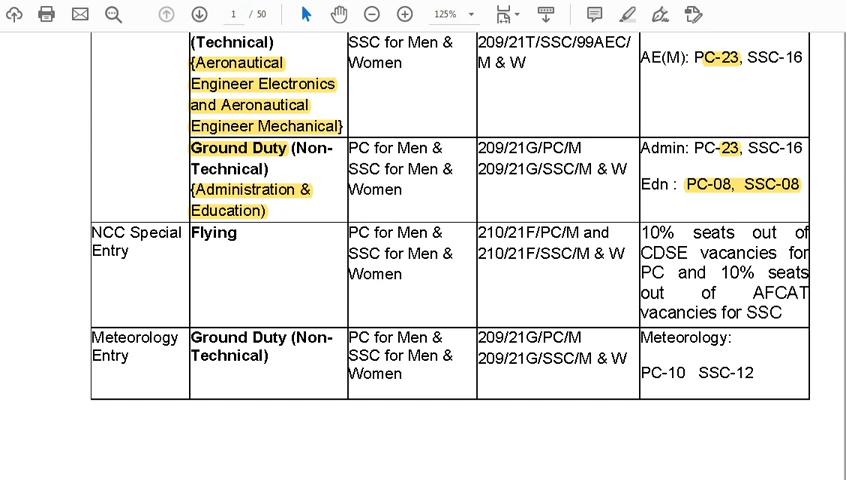 1 / 50
125%
(Technical)
{Aeronautical
Engineer Electronics
and Aeronautical
Engineer Mechanical}
SSC for Men &
Women
209/21T/SSC/99AEC/
M & W
AE(M): PC-23, SSC-16
Ground Duty (Non-
Technical)
{Administration &
Education)
PC for Men &
SSC for Men &
Women
209/21G/PC/M
209/21G/SSC/M & W
Admin: PC-23, SSC-16
Edn : PC-08, SSC-08
NCC Special
Entry
Flying
PC for Men &
SSC for Men &
Women
210/21F/PC/M and
210/21F/SSC/M & W
10% seats out of
CDSE vacancies for
PC and 10% seats
out of AFCAT
vacancies for SSC
Meteorology
Entry
Ground Duty (Non-
Technical)
PC for Men &
SSC for Men &
Women
209/21G/PC/M
209/21G/SSC/M & W
Meteorology:
PC-10 SSC-12